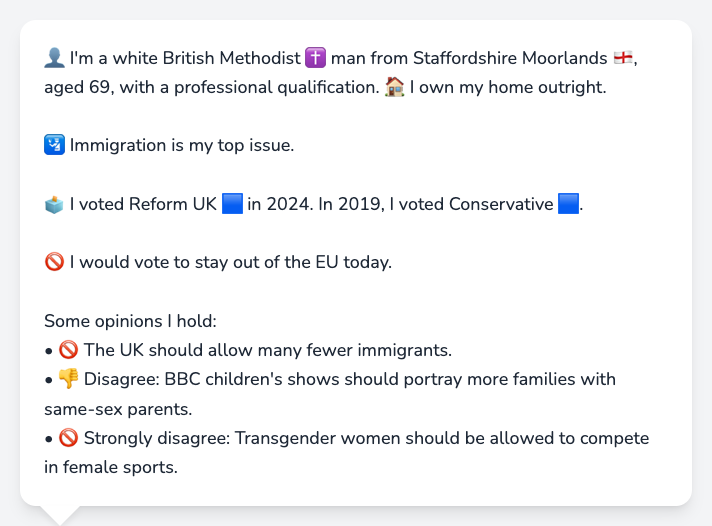 👤 I'm a white British Methodist ✝️ man from Staffordshire Moorlands 🏴󠁧󠁢󠁥󠁮󠁧󠁿,
aged 69, with a professional qualification. 🏠 I own my home outright.
🛂 Immigration is my top issue.
🗳️ I voted Reform UK 🟦 in 2024. In 2019, I voted Conservative 🟦.
🚫 I would vote to stay out of the EU today.
Some opinions I hold:
• 🚫 The UK should allow many fewer immigrants.
• 👎 Disagree: BBC children's shows should portray more families with
same-sex parents.
• 🚫 Strongly disagree: Transgender women should be allowed to compete
in female sports.